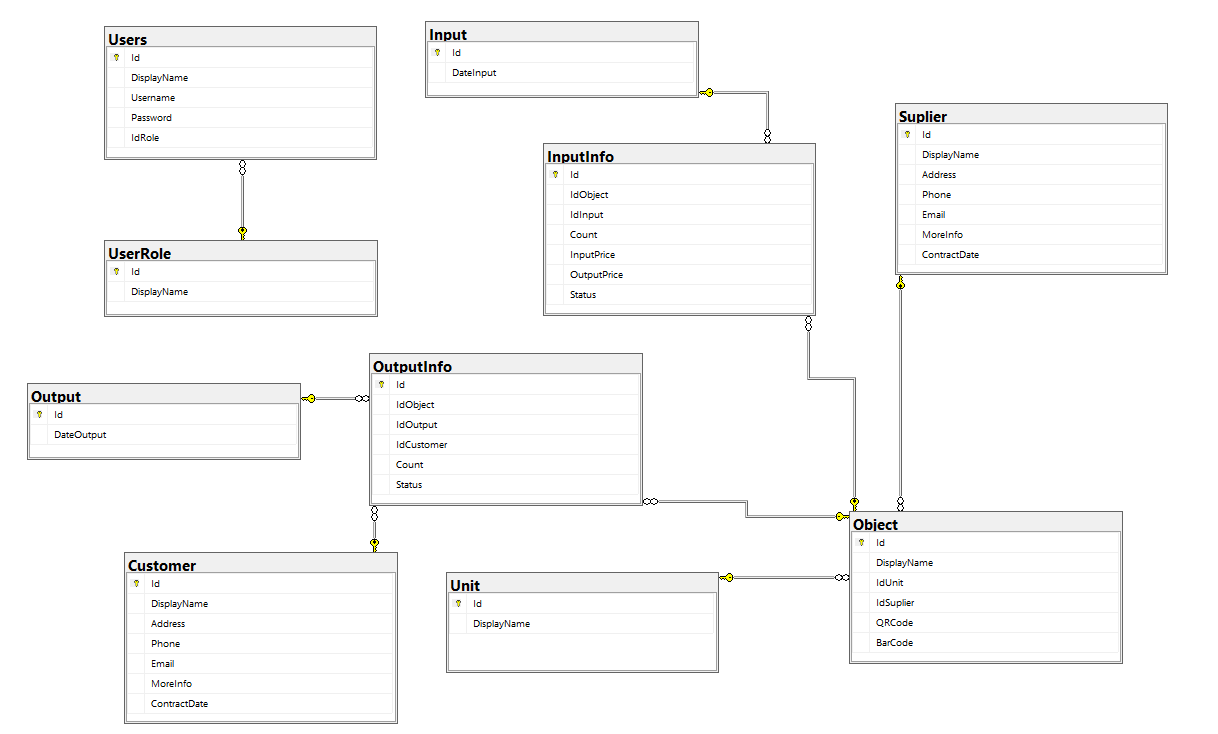 Users
Id
DisplayName
Username
Password
IdRole
Input
Id
DateInput
Suplier
Id
DisplayName
Address
Phone
Email
MoreInfo
ContractDate
InputInfo
Id
IdObject
IdInput
Count
InputPrice
OutputPrice
Status
UserRole
Id
DisplayName
OutputInfo
Id
IdObject
IdOutput
IdCustomer
Count
Status
Output
Id
DateOutput
Object
Id
DisplayName
IdUnit
IdSuplier
QRCode
BarCode
Customer
Id
DisplayName
Address
Phone
Email
MoreInfo
ContractDate
Unit
Id
DisplayName